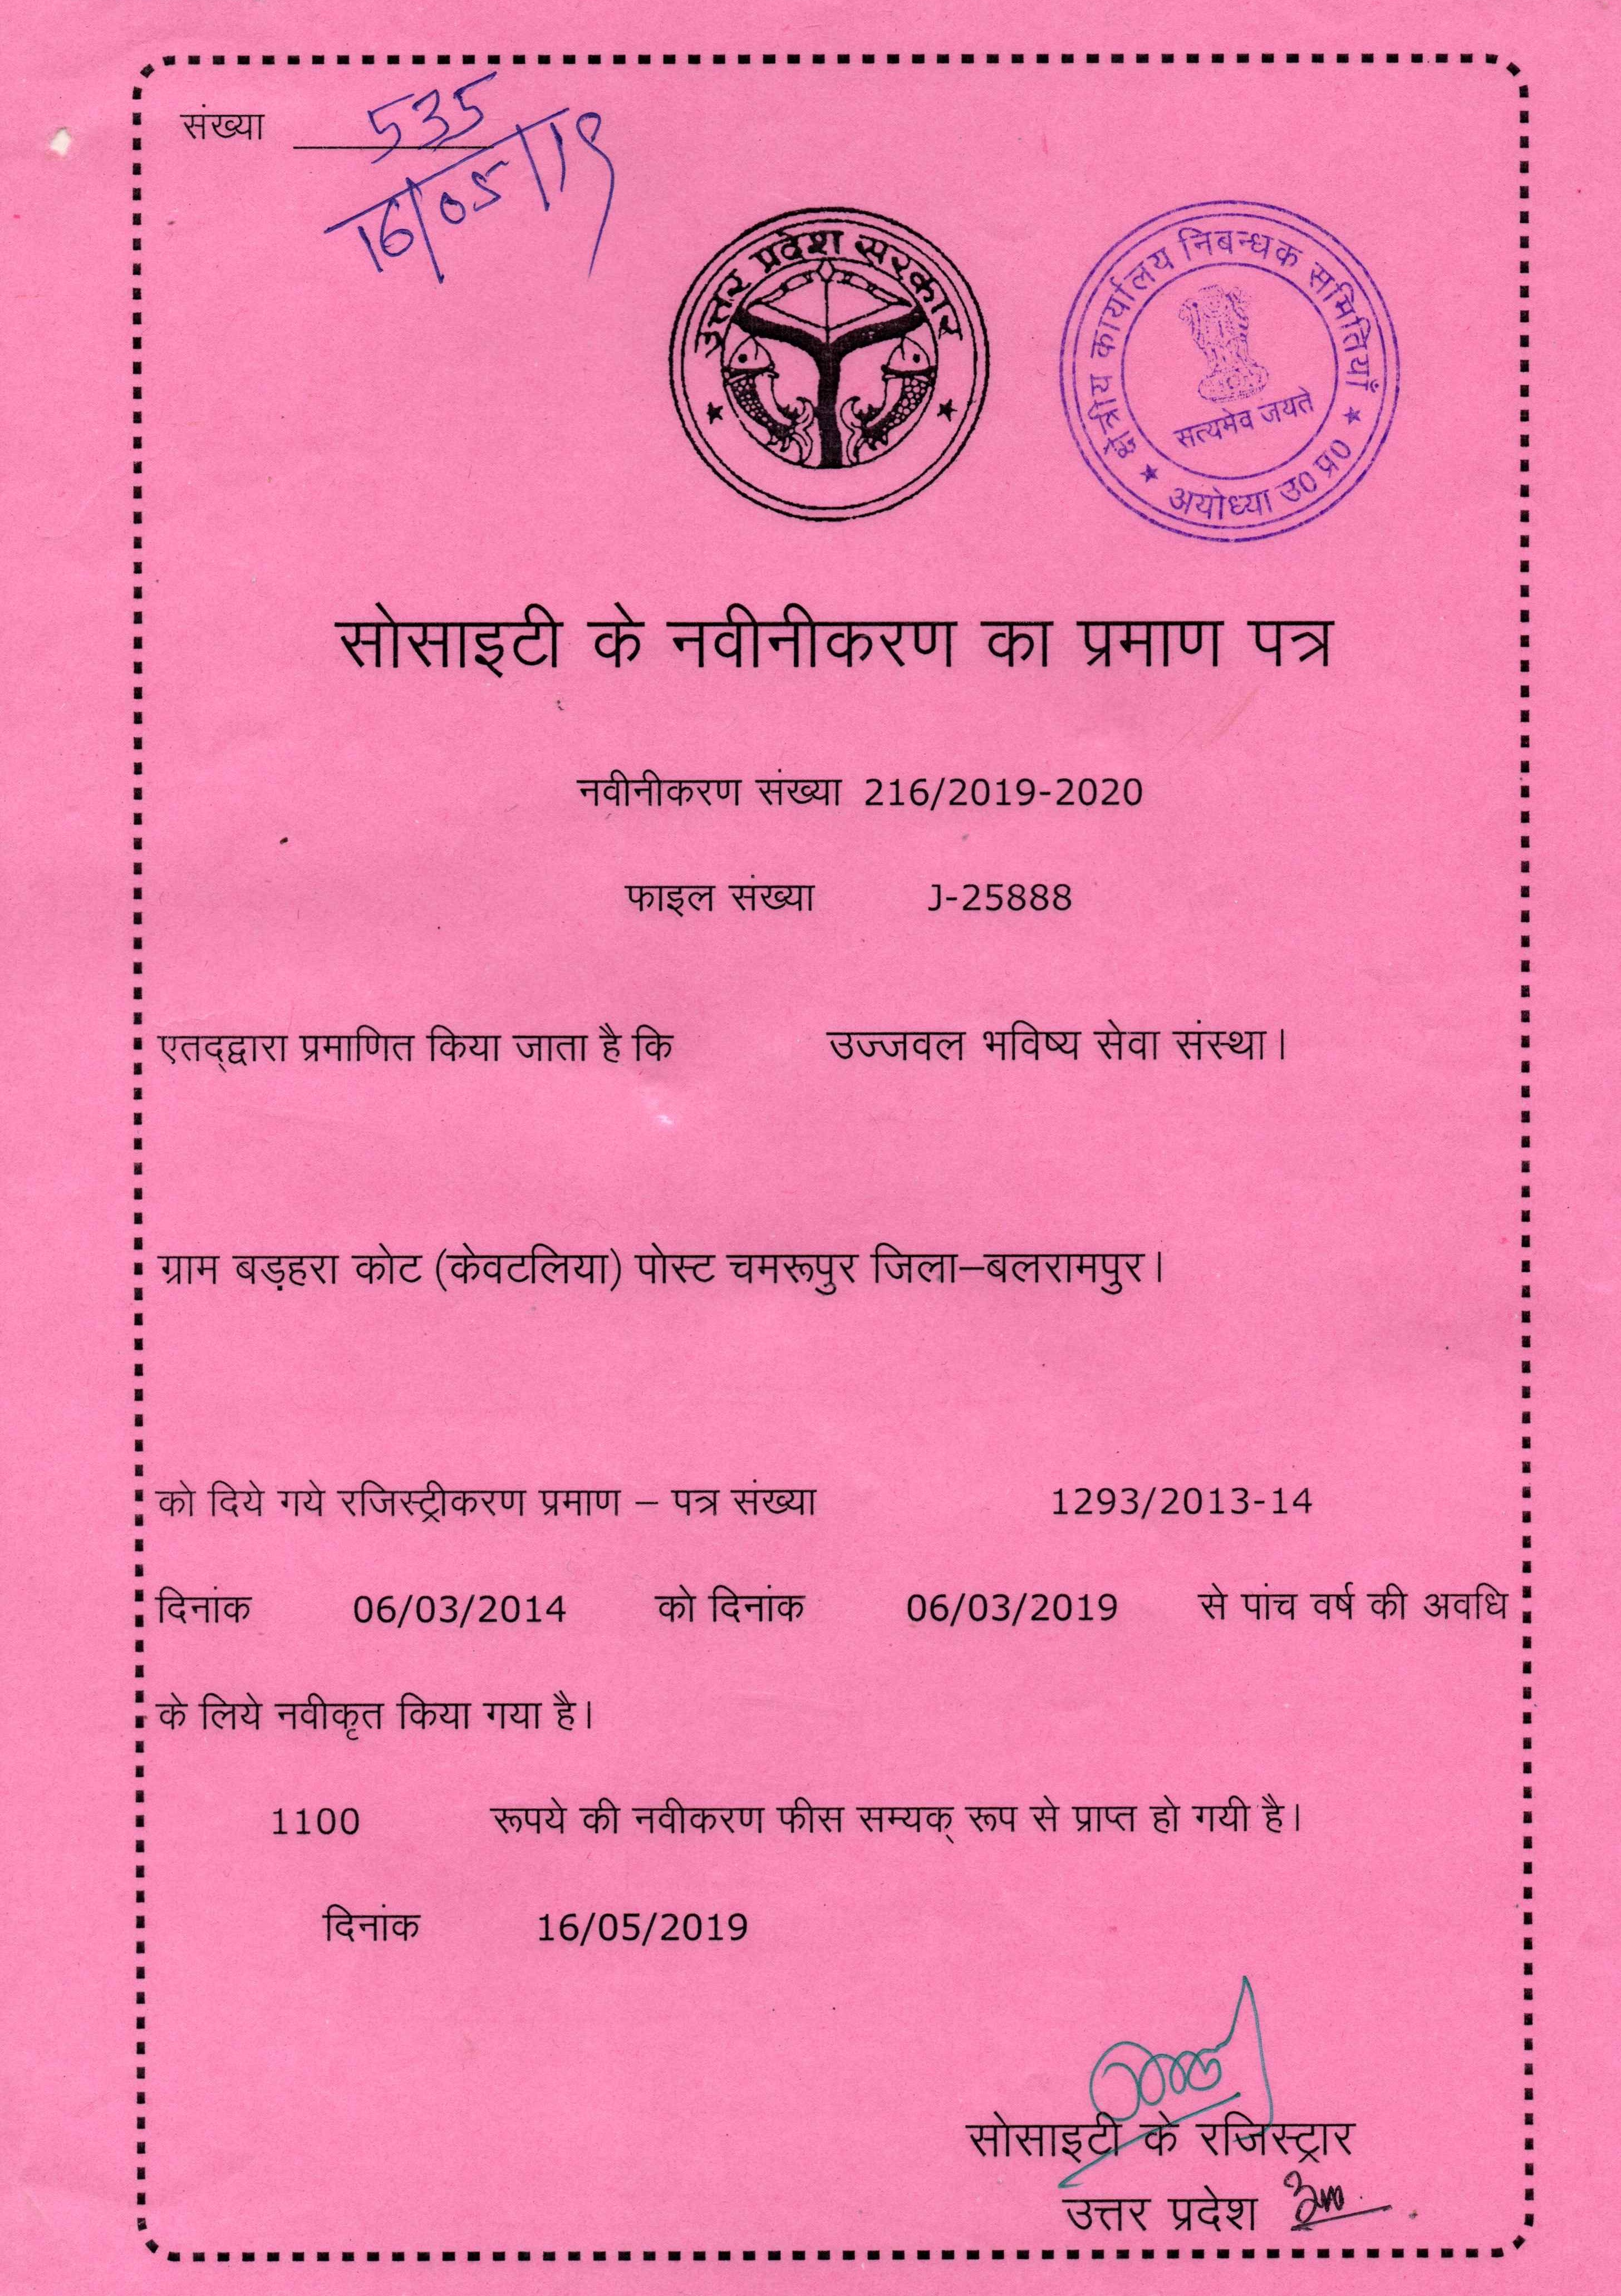 संख्या 535
16/05/19
उत्तर प्रदेश सरकार
क्षेत्रीय कार्यालय निबन्धक समितियाँ
सत्यमेव जयते
अयोध्या उ0 प्र0
सोसाइटी के नवीनीकरण का प्रमाण पत्र
नवीनीकरण संख्या 216/2019-2020
फाइल संख्या J-25888
एतद्द्वारा प्रमाणित किया जाता है कि उज्जवल भविष्य सेवा संस्था।
ग्राम बड़हरा कोट (केवटलिया) पोस्ट चमरूपुर जिला–बलरामपुर।
को दिये गये रजिस्ट्रीकरण प्रमाण – पत्र संख्या 1293/2013-14
दिनांक 06/03/2014 को दिनांक 06/03/2019 से पांच वर्ष की अवधि
के लिये नवीकृत किया गया है।
1100 रूपये की नवीकरण फीस सम्यक् रूप से प्राप्त हो गयी है।
दिनांक 16/05/2019
सोसाइटी के रजिस्ट्रार
उत्तर प्रदेश